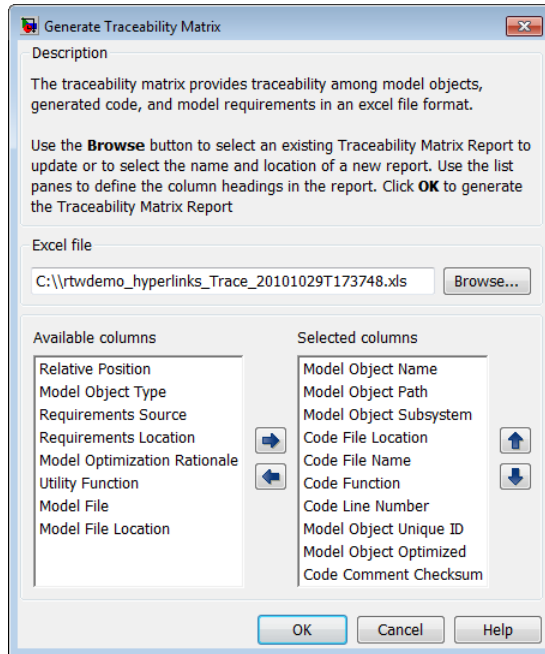 Generate Traceability Matrix
Description
The traceability matrix provides traceability among model objects,
generated code, and model requirements in an excel file format.
Use the Browse button to select an existing Traceability Matrix Report to
update or to select the name and location of a new report. Use the list
panes to define the column headings in the report. Click OK to generate
the Traceability Matrix Report
Excel file
C:\\rtwdemo_hyperlinks_Trace_20101029T173748.xls
Browse...
Available columns
Relative Position
Model Object Type
Requirements Source
Requirements Location
Model Optimization Rationale
Utility Function
Model File
Model File Location
Selected columns
Model Object Name
Model Object Path
Model Object Subsystem
Code File Location
Code File Name
Code Function
Code Line Number
Model Object Unique ID
Model Object Optimized
Code Comment Checksum
OK
Cancel
Help